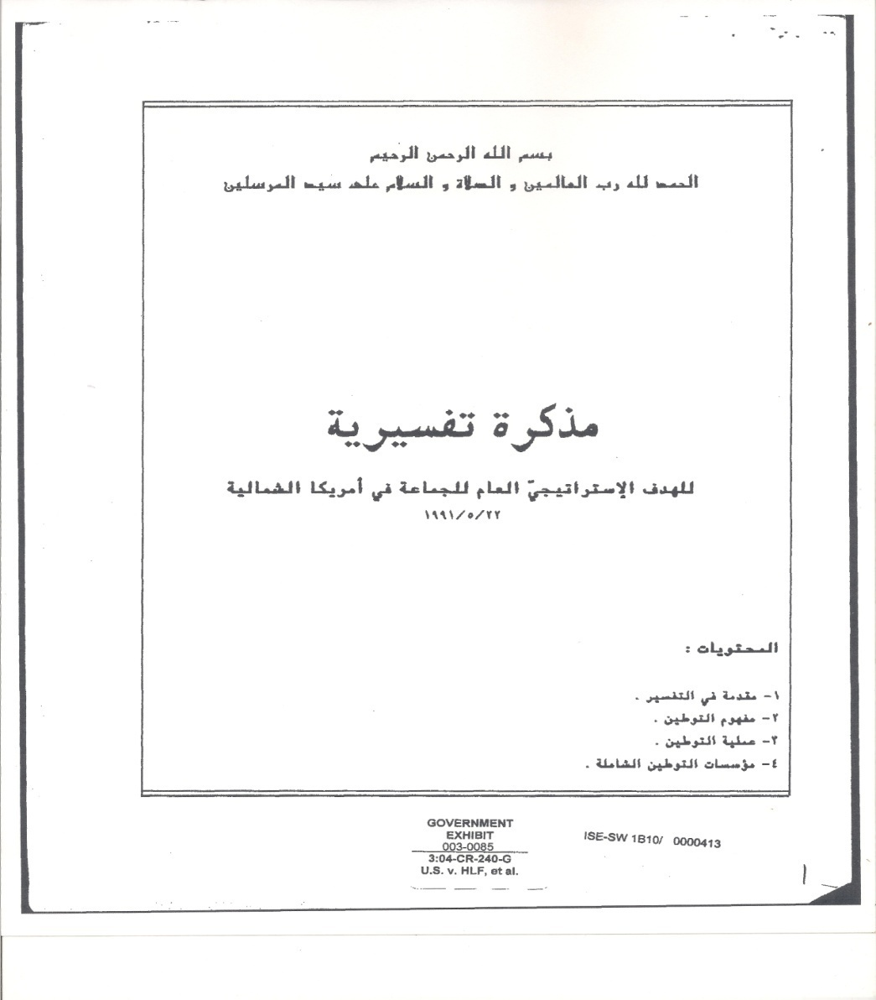 بسم الله الرحمن الرحيم
الحمد لله رب العالمين و الصلاة و السلام على سيد المرسلين
مذكرة تفسيرية
للهدف الإستراتيجيّ العام للجماعة في أمريكا الشمالية
١٩٩١/٥/٢٢
المحتويات :
١- مقدمة في التفسير .
٢- مفهوم التوطين .
٣- عملية التوطين .
٤- مؤسسات التوطين الشاملة .
GOVERNMENT
EXHIBIT
003-0085
3:04-CR-240-G
U.S. v. HLF, et al.
ISE-SW 1B10/ 0000413
1